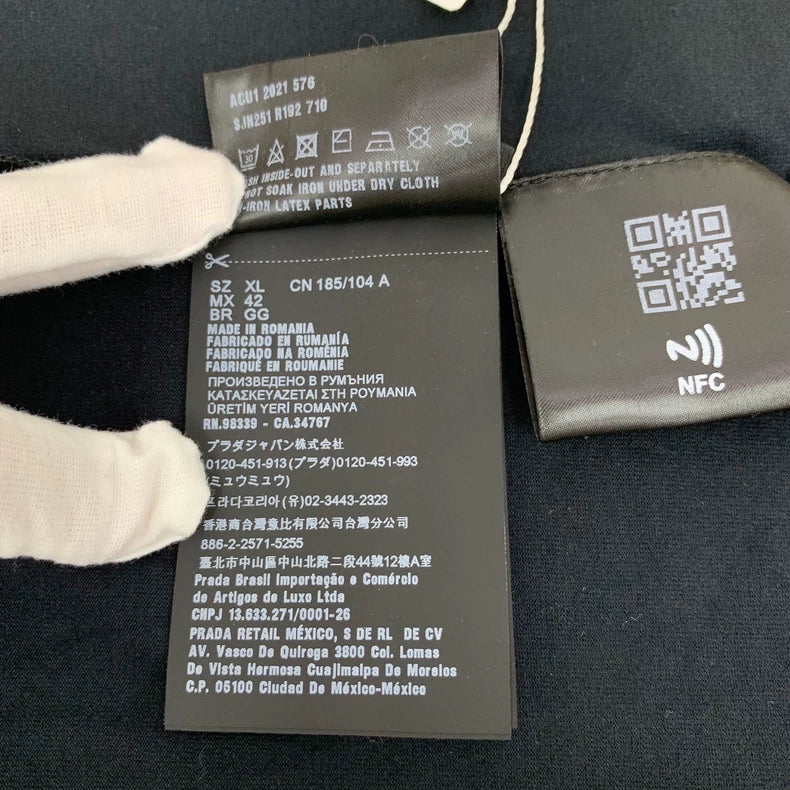 ACU1 2021 576
SJN251 R192 710
30
INSIDE-OUT AND SEPARATELY
NOT SOAK IRON UNDER DRY CLOTH
IRON LATEX PARTS
SZ XL CN 185/104 A
MX 42
BR GG
MADE IN ROMANIA
FABRICADO EN RUMANÍA
FABRICADO NA ROMÊNIA
FABRIQUÉ EN ROUMANIE
ПРОИЗВЕДЕНО В РУМЪНИЯ
ΚΑΤΑΣΚΕΥΑΖΕΤΑΙ ΣΤΗ ΡΟΥΜΑΝΙΑ
ÜRETİM YERİ ROMANYA
RN.98339 - CA.34767
プラダジャパン株式会社
0120-451-913(プラダ)0120-451-993
(ミュウミュウ)
프라다코리아(유)02-3443-2323
香港商台灣意比有限公司台灣分公司
886-2-2571-5255
臺北市中山區中山北路二段44號12樓A室
Prada Brasil Importação e Comércio
de Artigos de Luxo Ltda
CNPJ 13.633.271/0001-26
PRADA RETAIL MÉXICO, S DE RL DE CV
AV. Vasco De Quiroga 3800 Col. Lomas
De Vista Hermosa Cuajimalpa De Morelos
C.P. 05100 Ciudad De México-México
NFC